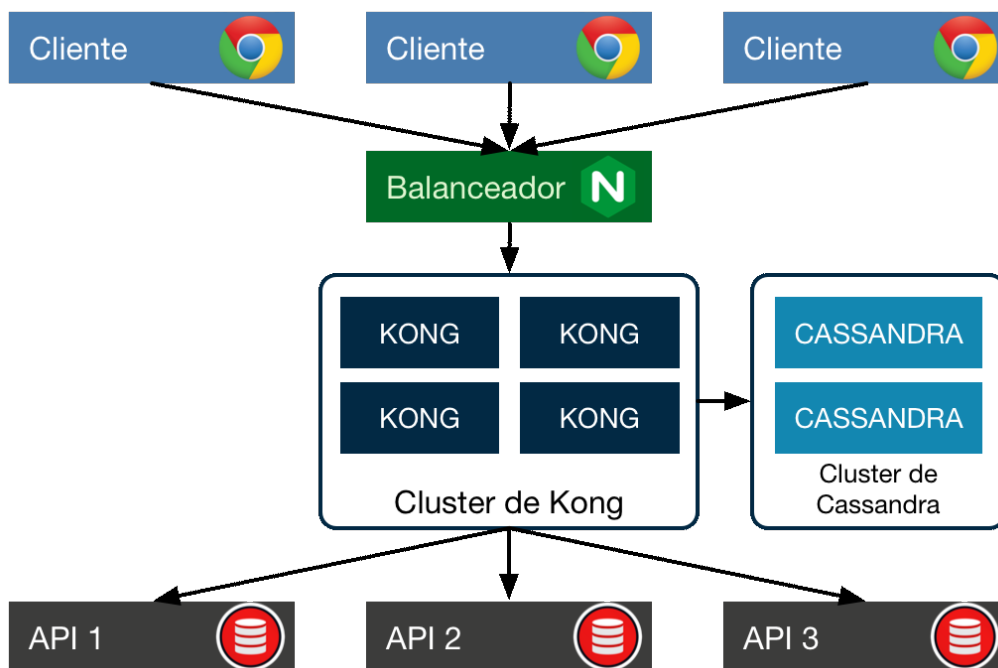 Cliente
Cliente
Cliente
Balanceador N
KONG
KONG
KONG
KONG
Cluster de Kong
CASSANDRA
CASSANDRA
Cluster de
Cassandra
API 1
API 2
API 3